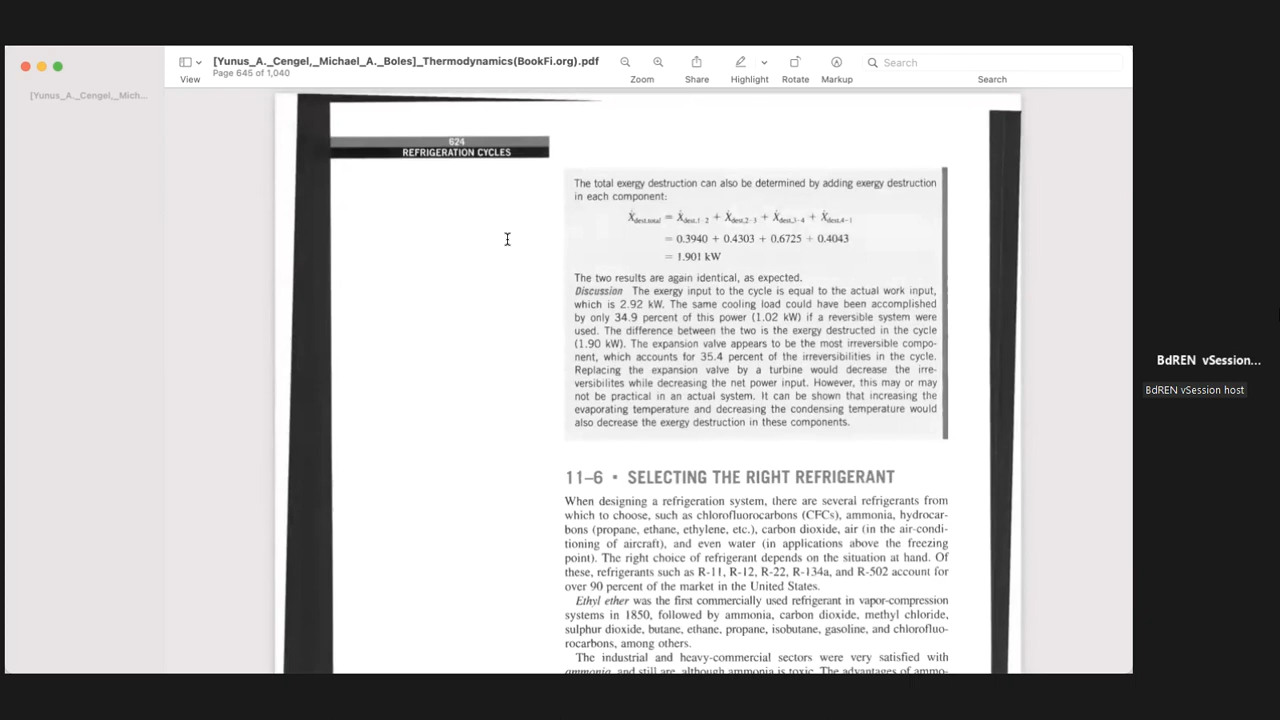 [Yunus_A._Cengel,_Michael_A._Boles]_Thermodynamics(BookFi.org).pdf
Page 645 of 1,040
View
Zoom
Share
Highlight
Rotate
Markup
Search
Search
[Yunus_A._Cengel,_Mich...
624
REFRIGERATION CYCLES
The total exergy destruction can also be determined by adding exergy destruction
in each component:
Ẋdest,total = Ẋdest,1–2 + Ẋdest,2–3 + Ẋdest,3–4 + Ẋdest,4–1
= 0.3940 + 0.4303 + 0.6725 + 0.4043
= 1.901 kW
The two results are again identical, as expected.
Discussion The exergy input to the cycle is equal to the actual work input,
which is 2.92 kW. The same cooling load could have been accomplished
by only 34.9 percent of this power (1.02 kW) if a reversible system were
used. The difference between the two is the exergy destructed in the cycle
(1.90 kW). The expansion valve appears to be the most irreversible compo-
nent, which accounts for 35.4 percent of the irreversibilities in the cycle.
Replacing the expansion valve by a turbine would decrease the irre-
versibilites while decreasing the net power input. However, this may or may
not be practical in an actual system. It can be shown that increasing the
evaporating temperature and decreasing the condensing temperature would
also decrease the exergy destruction in these components.
11–6 • SELECTING THE RIGHT REFRIGERANT
When designing a refrigeration system, there are several refrigerants from
which to choose, such as chlorofluorocarbons (CFCs), ammonia, hydrocar-
bons (propane, ethane, ethylene, etc.), carbon dioxide, air (in the air-condi-
tioning of aircraft), and even water (in applications above the freezing
point). The right choice of refrigerant depends on the situation at hand. Of
these, refrigerants such as R-11, R-12, R-22, R-134a, and R-502 account for
over 90 percent of the market in the United States.
Ethyl ether was the first commercially used refrigerant in vapor-compression
systems in 1850, followed by ammonia, carbon dioxide, methyl chloride,
sulphur dioxide, butane, ethane, propane, isobutane, gasoline, and chlorofluo-
rocarbons, among others.
The industrial and heavy-commercial sectors were very satisfied with
ammonia, and still are, although ammonia is toxic. The advantages of ammo-
BdREN vSession...
BdREN vSession host